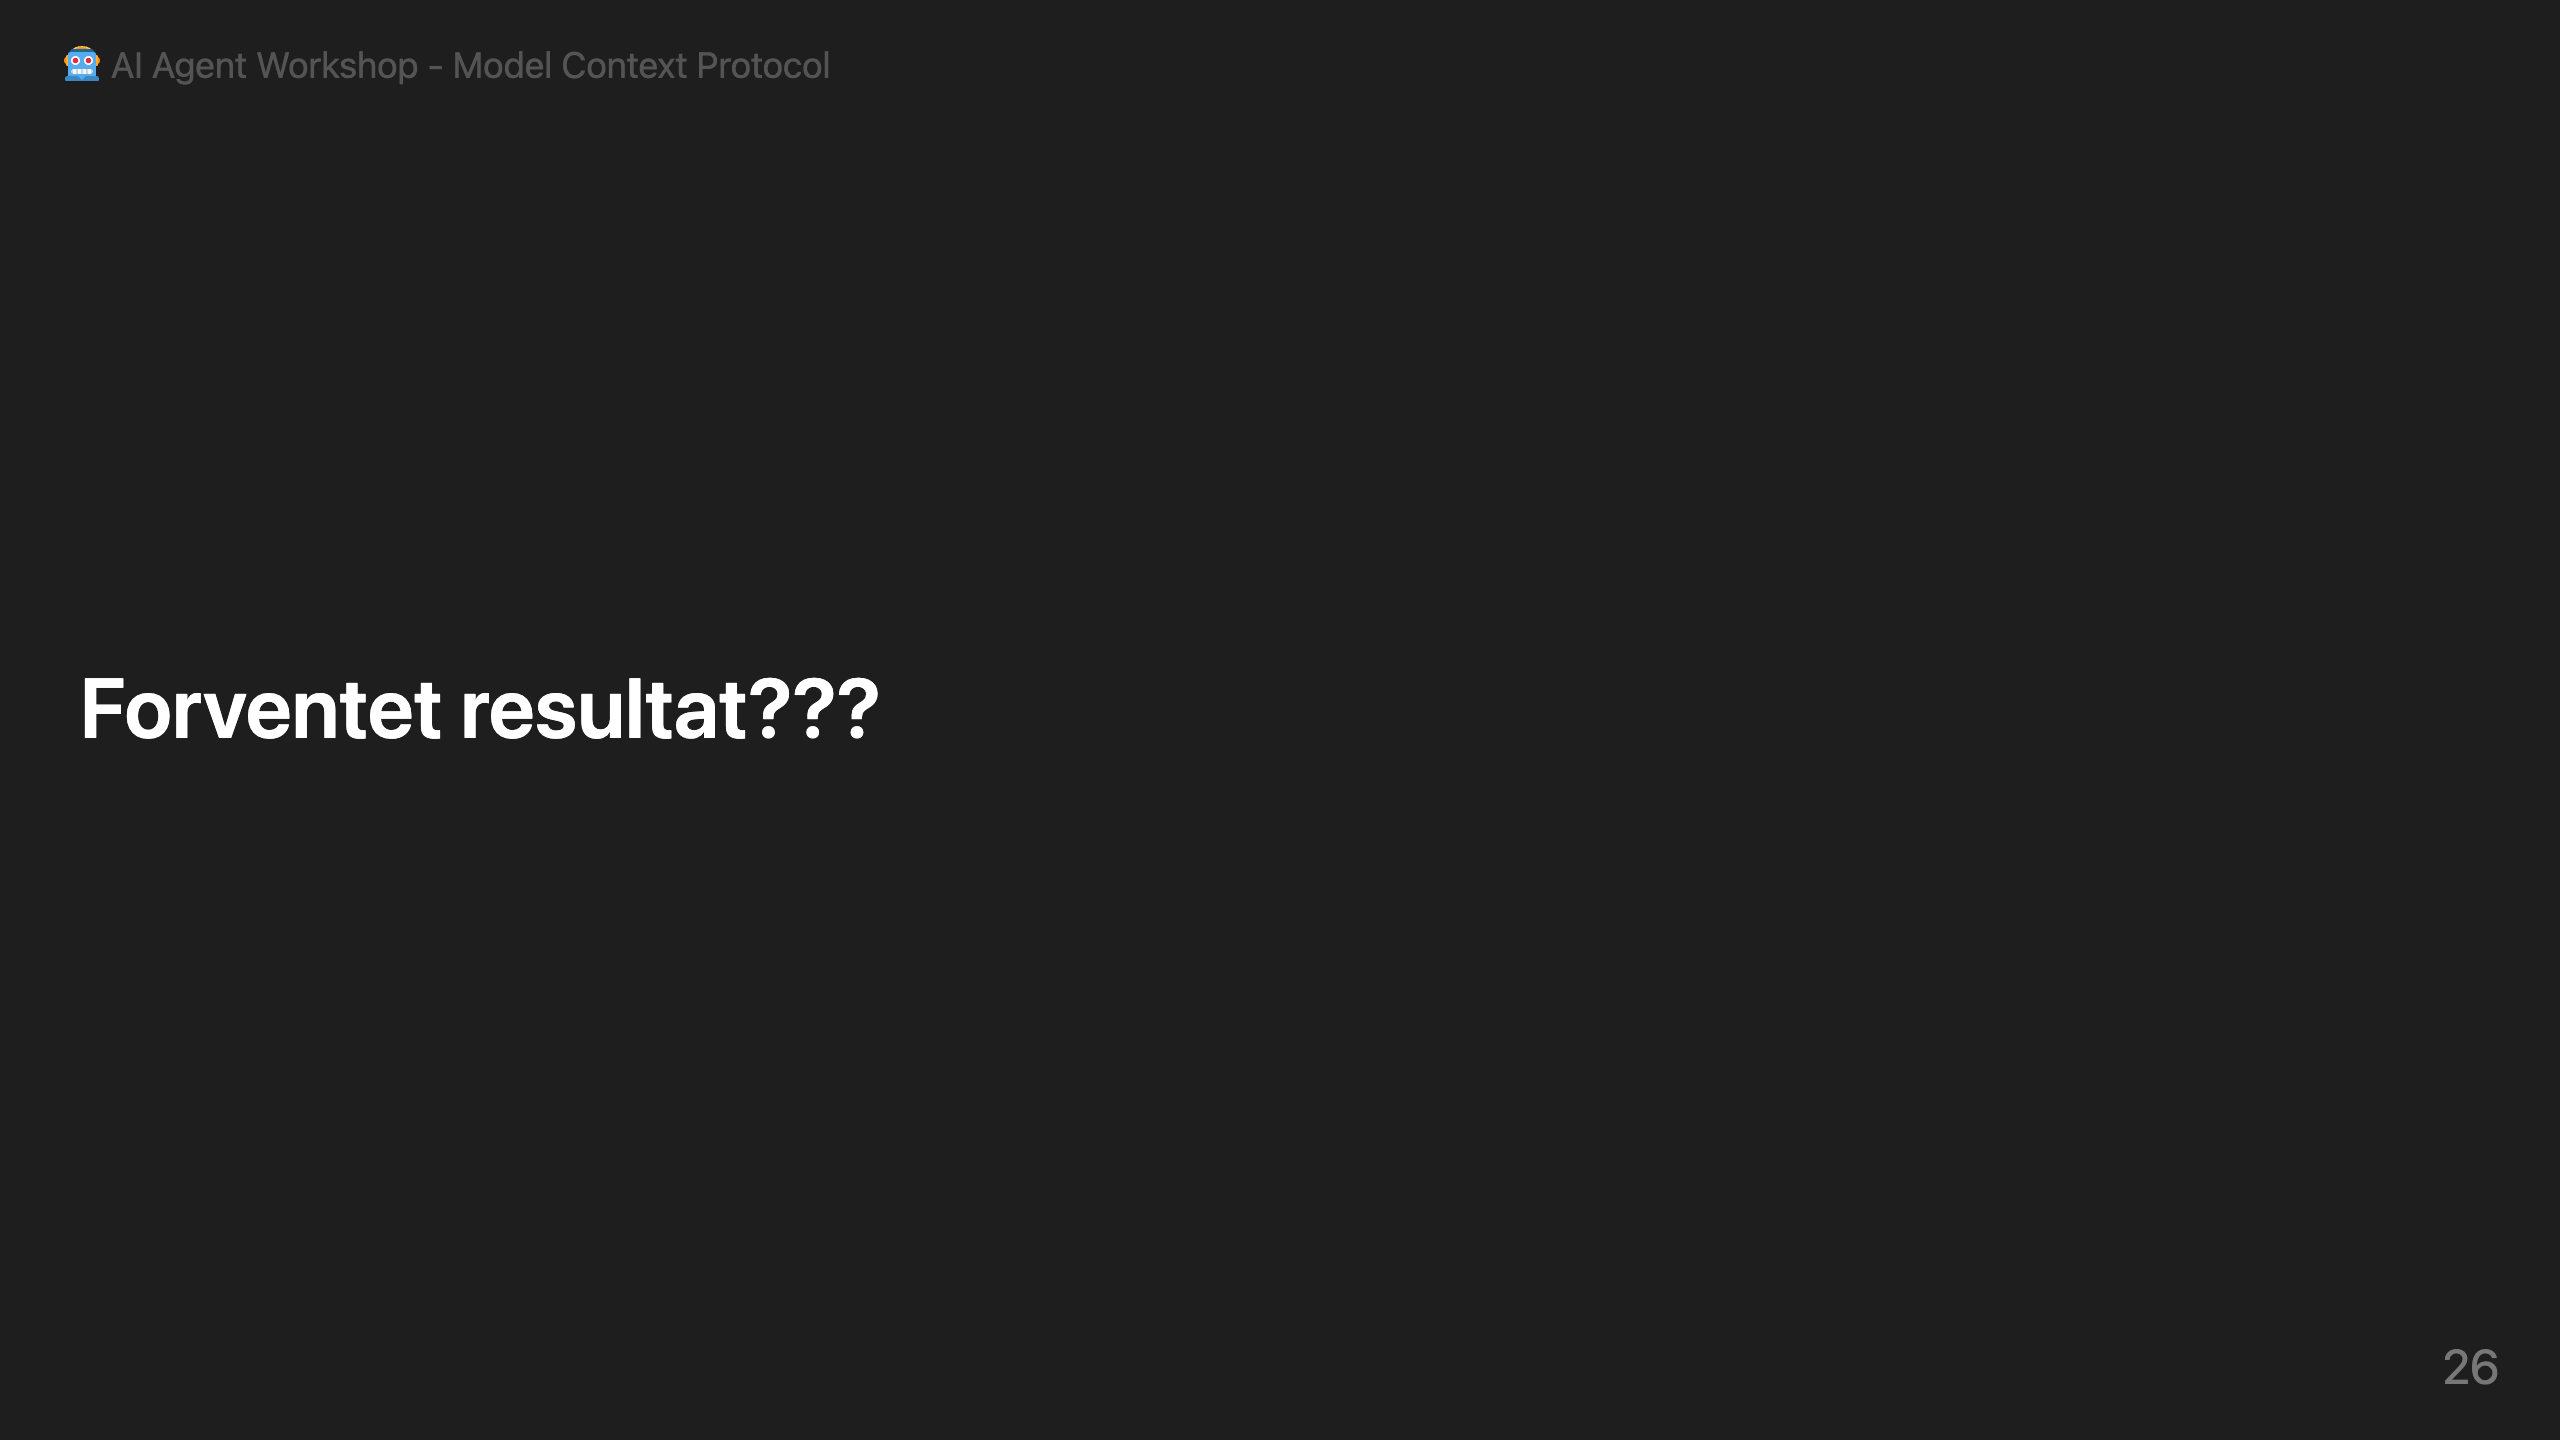 🤖 AI Agent Workshop - Model Context Protocol
Forventet resultat???
26